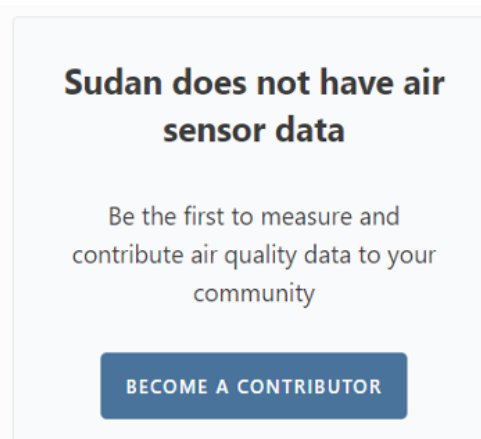 Sudan does not have air
sensor data
Be the first to measure and
contribute air quality data to your
community
BECOME A CONTRIBUTOR